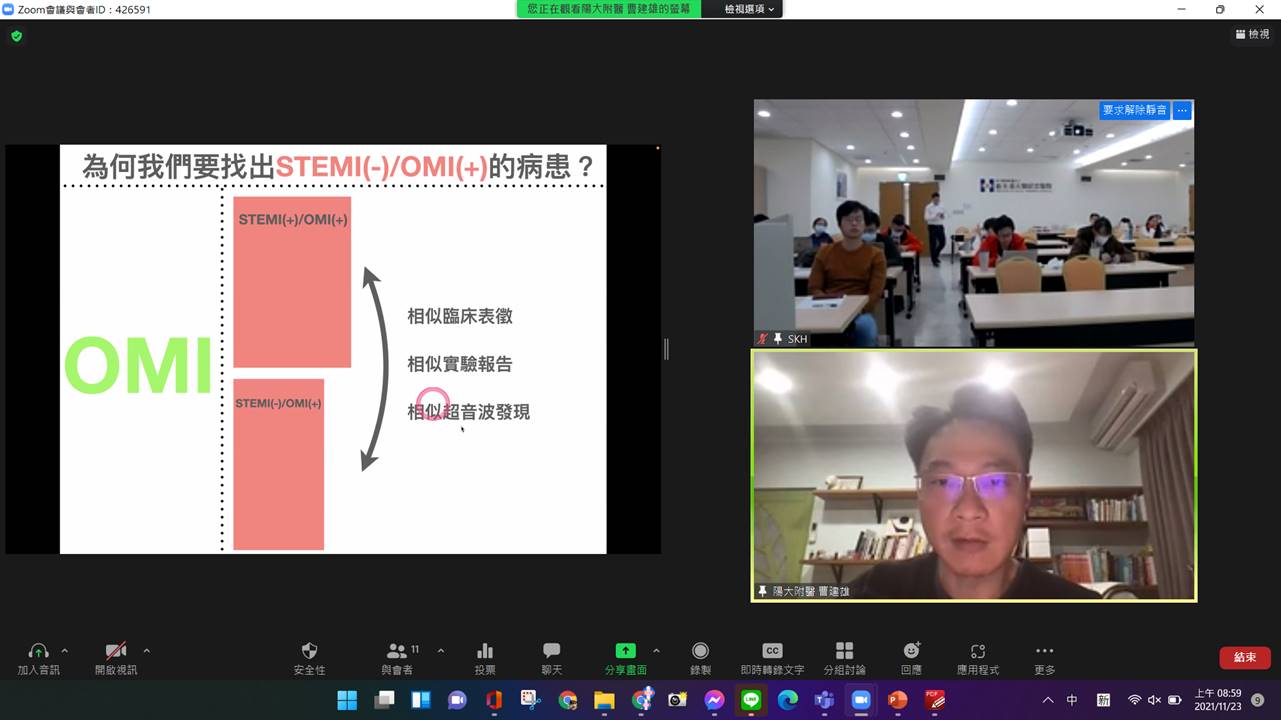 Zoom會議與會者ID：426591
您正在觀看陽大附醫 曹建雄的螢幕
檢視選項
檢視
為何我們要找出STEMI(-)/OMI(+)的病患？
OMI
STEMI(+)/OMI(+)
STEMI(-)/OMI(+)
相似臨床表徵
相似實驗報告
相似超音波發現
要求解除靜音 ...
SKH
陽大附醫 曹建雄
加入音訊
開啟視訊
安全性
與會者
11
投票
聊天
分享畫面
錄製
CC
即時轉錄文字
分組討論
回應
應用程式
更多
結束
LINE
PDF
中
新
上午 08:59
2021/11/23
9